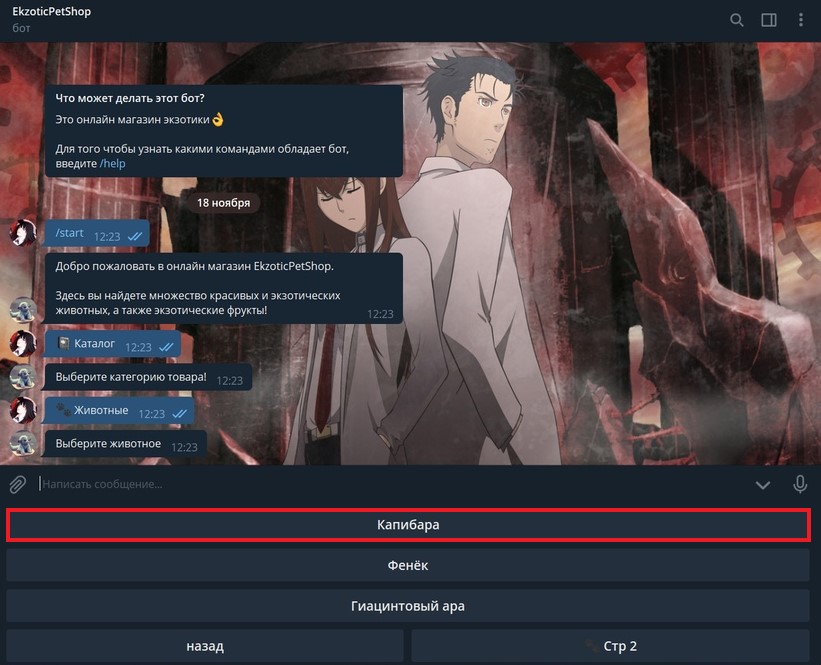 EkzoticPetShop
бот
Что может делать этот бот?
Это онлайн магазин экзотики👌
Для того чтобы узнать какими командами обладает бот,
введите /help
18 ноября
/start 12:23
Добро пожаловать в онлайн магазин EkzoticPetShop.
Здесь вы найдете множество красивых и экзотических
животных, а также экзотические фрукты! 12:23
Каталог 12:23
Выберите категорию товара! 12:23
🐾 Животные 12:23
Выберите животное 12:23
Написать сообщение...
Капибара
Фенёк
Гиацинтовый ара
назад
🐾 Стр 2